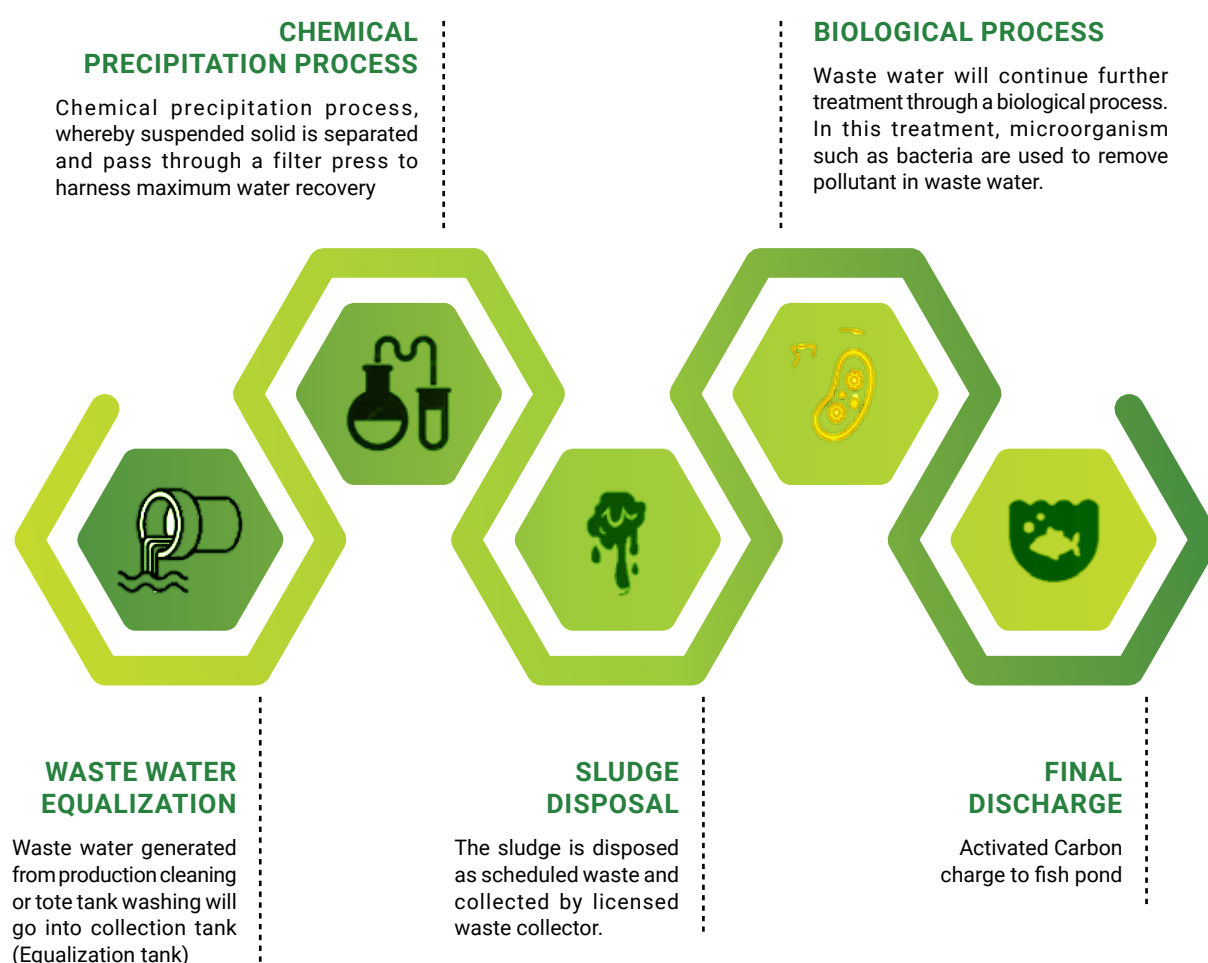 CHEMICAL
PRECIPITATION PROCESS
Chemical precipitation process,
whereby suspended solid is separated
and pass through a filter press to
harness maximum water recovery
BIOLOGICAL PROCESS
Waste water will continue further
treatment through a biological process.
In this treatment, microorganism
such as bacteria are used to remove
pollutant in waste water.
WASTE WATER
EQUALIZATION
Waste water generated
from production cleaning
or tote tank washing will
go into collection tank
(Equalization tank)
SLUDGE
DISPOSAL
The sludge is disposed
as scheduled waste and
collected by licensed
waste collector.
FINAL
DISCHARGE
Activated Carbon
charge to fish pond